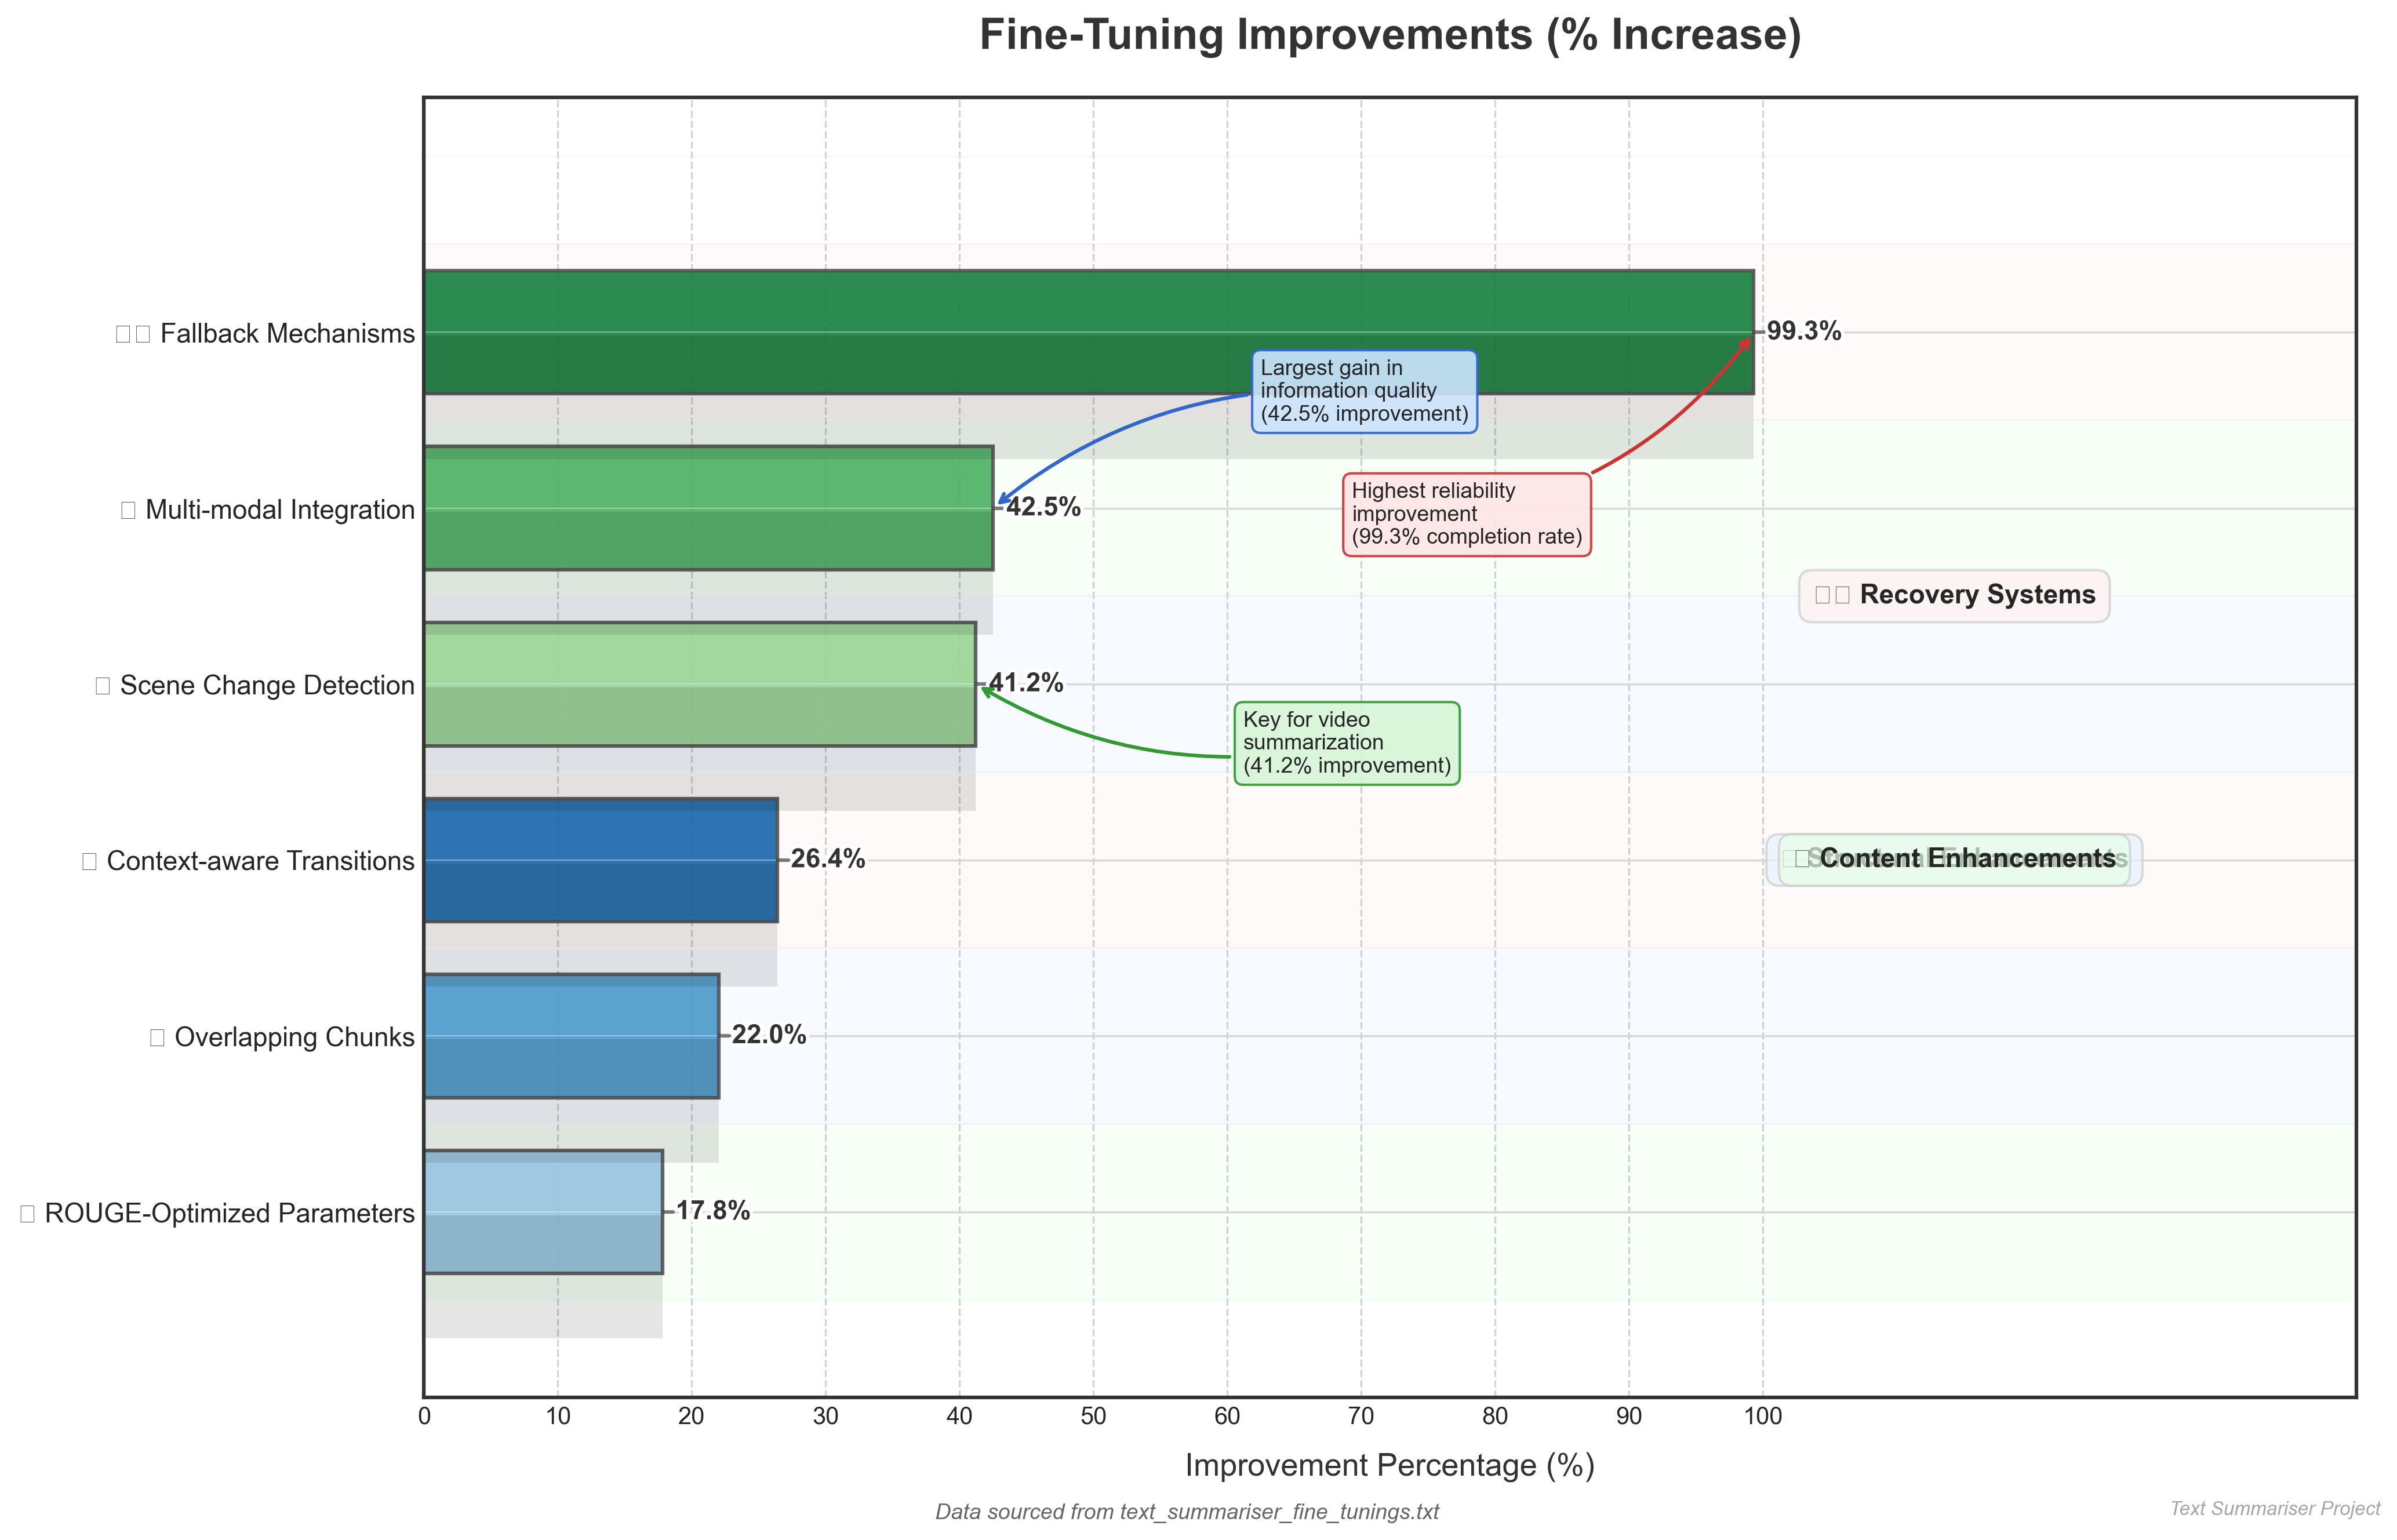 Fine-Tuning Improvements (% Increase)
Fallback Mechanisms
99.3%
Largest gain in
information quality
(42.5% improvement)
Multi-modal Integration
42.5%
Highest reliability
improvement
(99.3% completion rate)
Recovery Systems
Scene Change Detection
41.2%
Key for video
summarization
(41.2% improvement)
Context-aware Transitions
26.4%
Content Enhancements
Overlapping Chunks
22.0%
ROUGE-Optimized Parameters
17.8%
0 10 20 30 40 50 60 70 80 90 100
Improvement Percentage (%)
Data sourced from text_summariser_fine_tunings.txt
Text Summariser Project